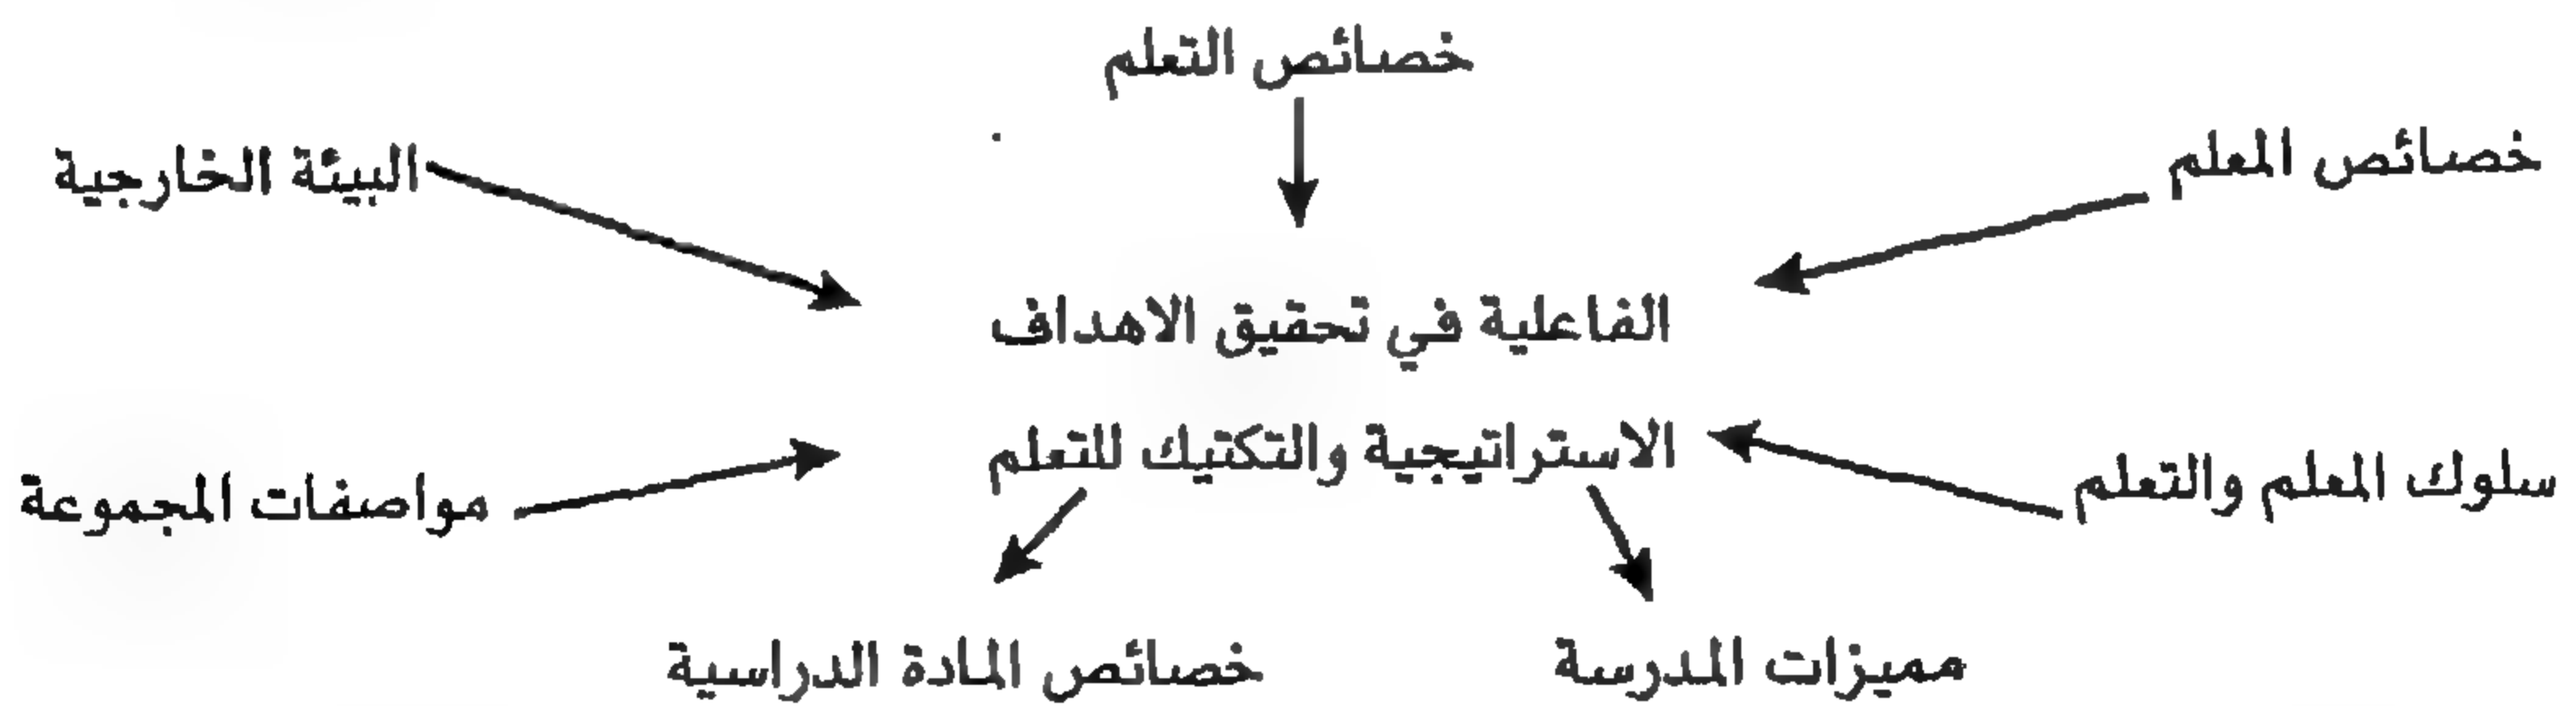 خصائص التعلم
خصائص المعلم
البيئة الخارجية
الفاعلية في تحقيق الاهداف
الاستراتيجية والتكتيك للتعلم
سلوك المعلم والتعلم
مواصفات المجموعة
مميزات المدرسة
خصائص المادة الدراسية